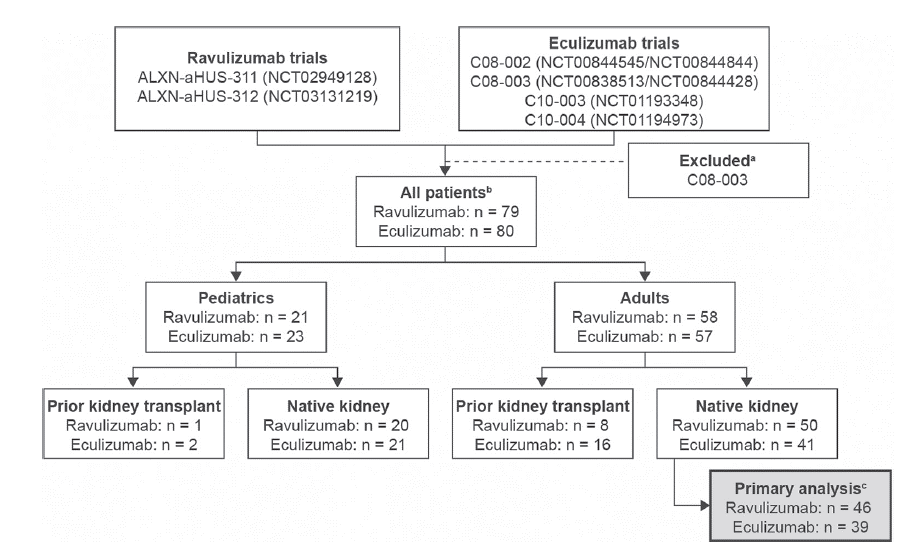 Ravulizumab trials
ALXN-aHUS-311 (NCT02949128)
ALXN-aHUS-312 (NCT03131219)
Eculizumab trials
C08-002 (NCT00844545/NCT00844844)
C08-003 (NCT00838513/NCT00844428)
C10-003 (NCT01193348)
C10-004 (NCT01194973)
Excludedᵃ
C08-003
All patientsᵇ
Ravulizumab: n = 79
Eculizumab: n = 80
Pediatrics
Ravulizumab: n = 21
Eculizumab: n = 23
Adults
Ravulizumab: n = 58
Eculizumab: n = 57
Prior kidney transplant
Ravulizumab: n = 1
Eculizumab: n = 2
Native kidney
Ravulizumab: n = 20
Eculizumab: n = 21
Prior kidney transplant
Ravulizumab: n = 8
Eculizumab: n = 16
Native kidney
Ravulizumab: n = 50
Eculizumab: n = 41
Primary analysisᶜ
Ravulizumab: n = 46
Eculizumab: n = 39